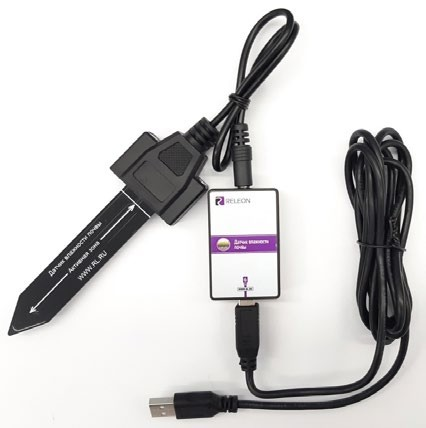 Датчик влажности почвы
Активная зона
WWW.RL.RU
RELEON
Датчик влажности
почвы